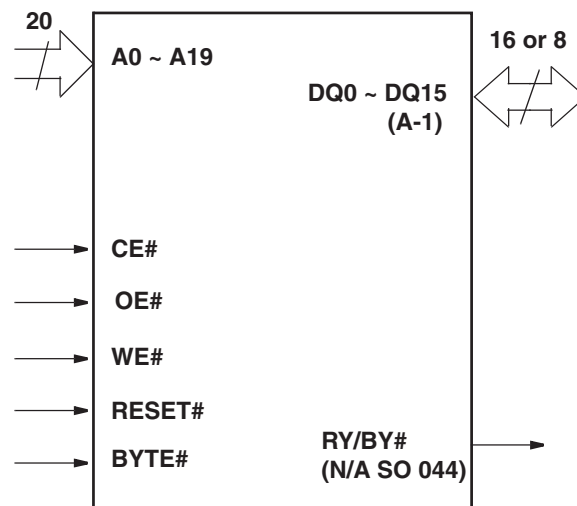 20
A0 ~ A19
16 or 8
DQ0 ~ DQ15
(A-1)
CE#
OE#
WE#
RESET#
BYTE#
RY/BY#
(N/A SO 044)